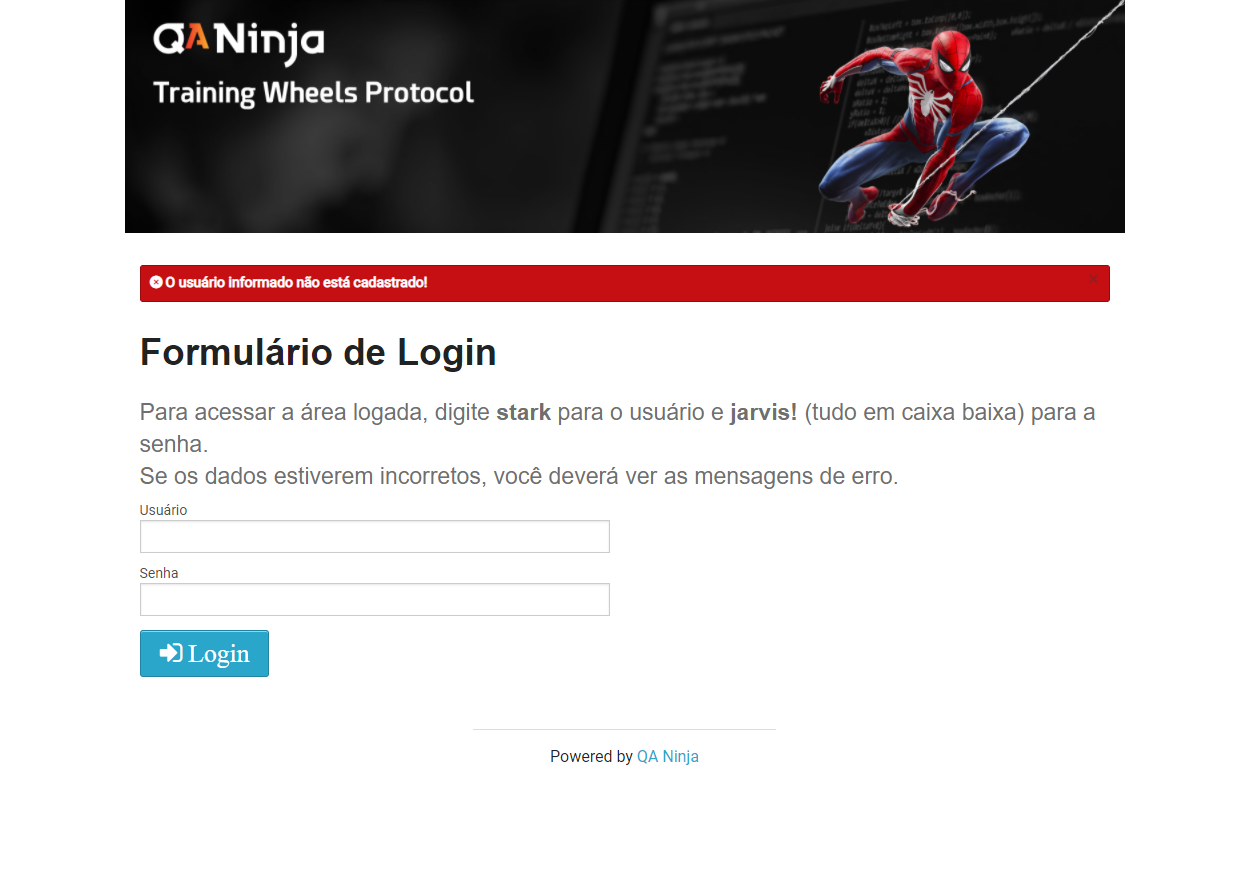 QANinja
Training Wheels Protocol
O usuário informado não está cadastrado!
×
Formulário de Login
Para acessar a área logada, digite stark para o usuário e jarvis! (tudo em caixa baixa) para a
senha.
Se os dados estiverem incorretos, você deverá ver as mensagens de erro.
Usuário
Senha
Login
Powered by QA Ninja